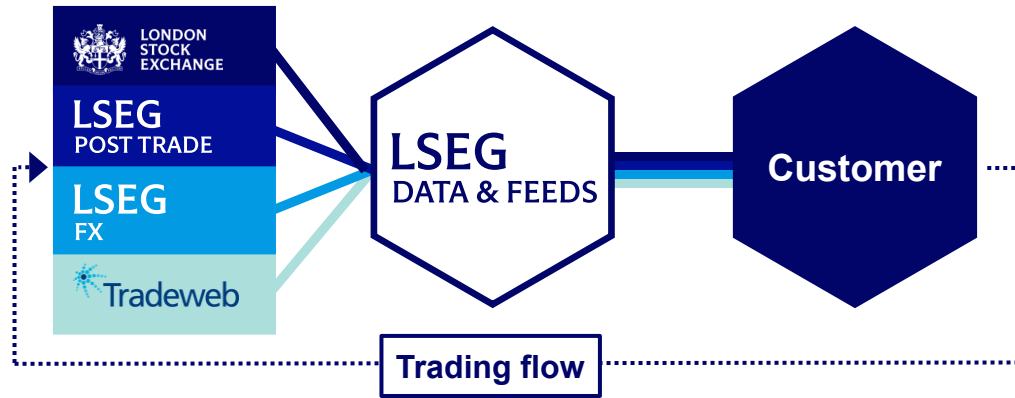 LONDON
STOCK
EXCHANGE
LSEG
POST TRADE
LSEG
FX
Tradeweb
LSEG
DATA & FEEDS
Customer
Trading flow